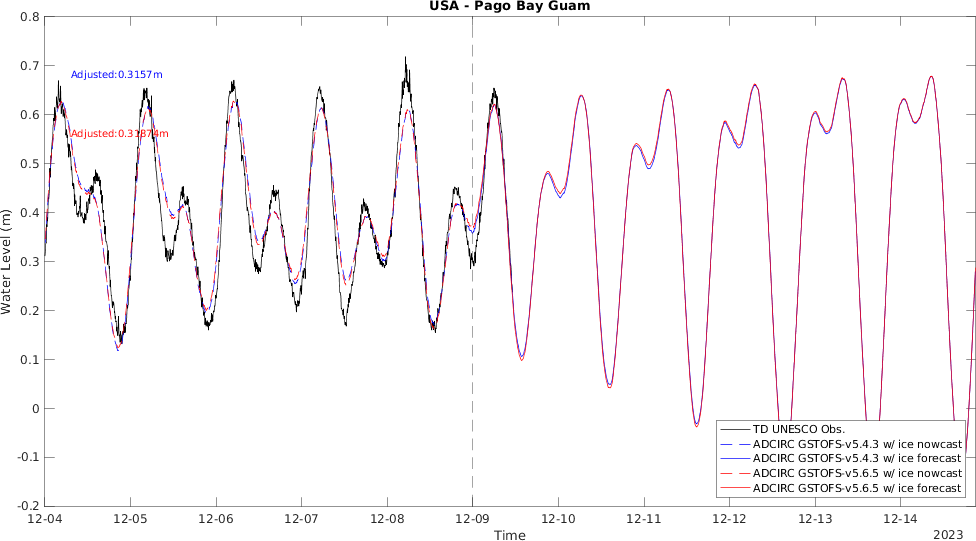 USA - Pago Bay Guam
0.8
0.7
0.6
0.5
0.4
0.3
0.2
0.1
0
-0.1
-0.2
Water Level (m)
Adjusted:0.3157m
Adjusted:0.31874m
TD UNESCO Obs.
ADCIRC GSTOFS-v5.4.3 w/ ice nowcast
ADCIRC GSTOFS-v5.4.3 w/ ice forecast
ADCIRC GSTOFS-v5.6.5 w/ ice nowcast
ADCIRC GSTOFS-v5.6.5 w/ ice forecast
12-04 12-05 12-06 12-07 12-08 12-09 12-10 12-11 12-12 12-13 12-14
Time
2023